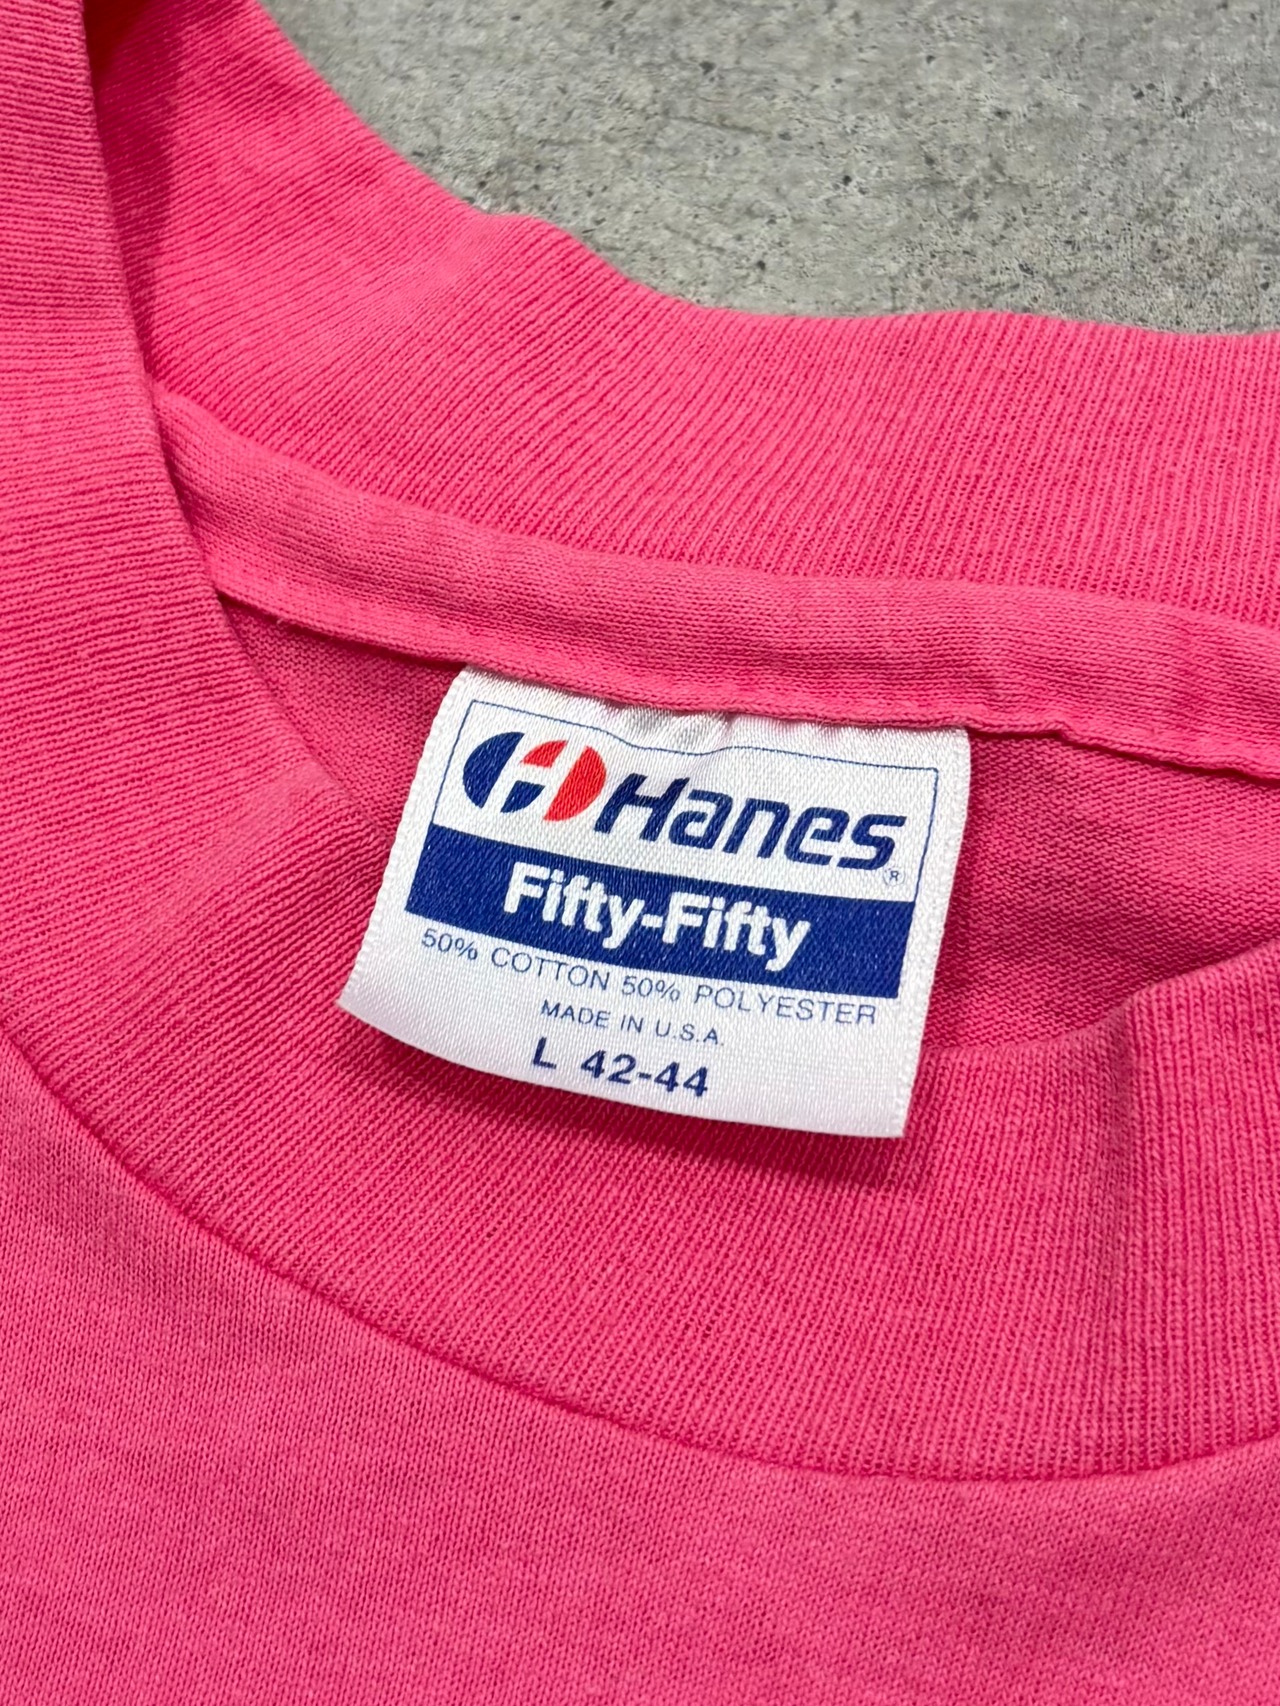 Hanes®
Fifty-Fifty
50% COTTON 50% POLYESTER
MADE IN U.S.A.
L 42-44